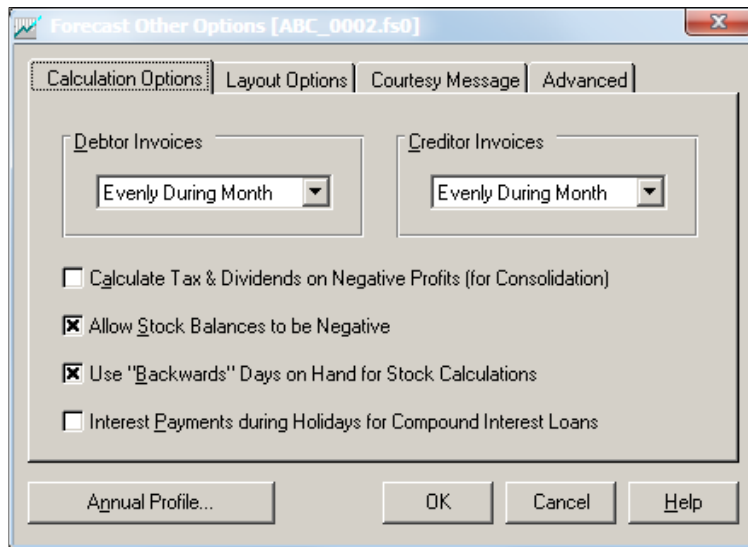 Forecast Other Options [ABC_0002.fs0]
Calculation Options Layout Options Courtesy Message Advanced
Debtor Invoices Creditor Invoices
Evenly During Month Evenly During Month
Calculate Tax & Dividends on Negative Profits (for Consolidation)
Allow Stock Balances to be Negative
Use "Backwards" Days on Hand for Stock Calculations
Interest Payments during Holidays for Compound Interest Loans
Annual Profile... OK Cancel Help